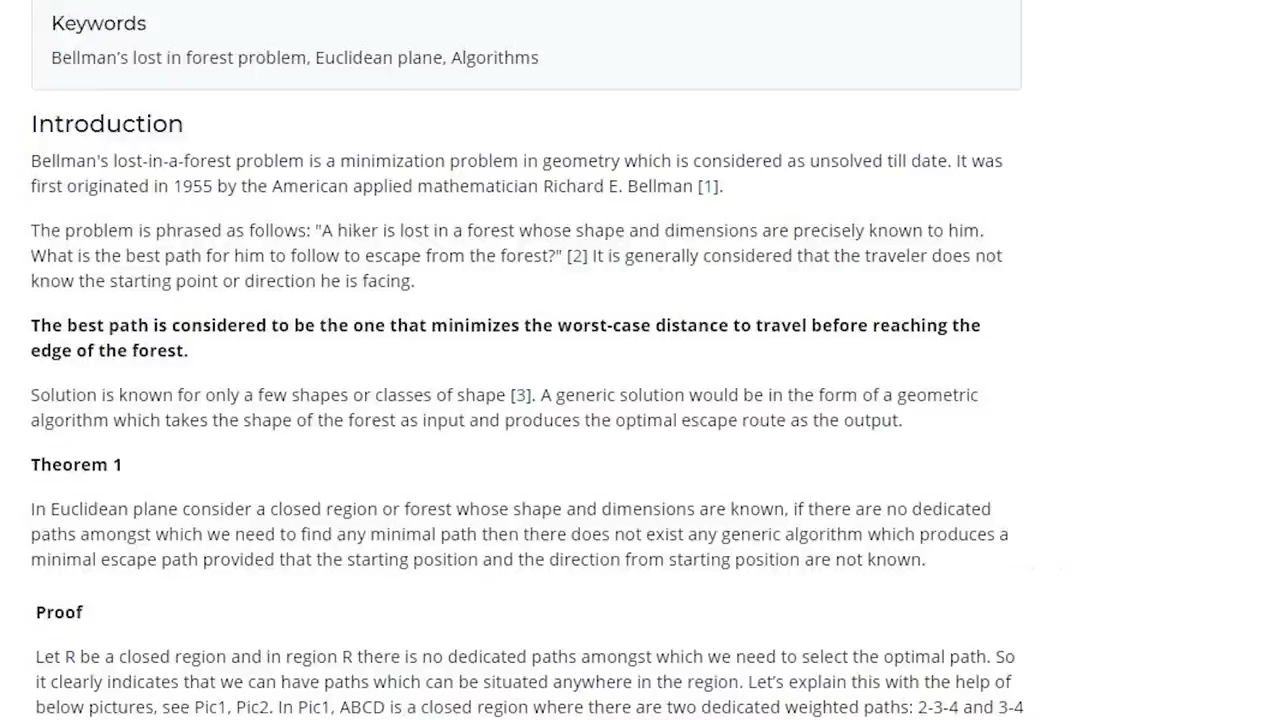 Keywords
Bellman's lost in forest problem, Euclidean plane, Algorithms
Introduction
Bellman's lost-in-a-forest problem is a minimization problem in geometry which is considered as unsolved till date. It was
first originated in 1955 by the American applied mathematician Richard E. Bellman [1].
The problem is phrased as follows: "A hiker is lost in a forest whose shape and dimensions are precisely known to him.
What is the best path for him to follow to escape from the forest?" [2] It is generally considered that the traveler does not
know the starting point or direction he is facing.
The best path is considered to be the one that minimizes the worst-case distance to travel before reaching the
edge of the forest.
Solution is known for only a few shapes or classes of shape [3]. A generic solution would be in the form of a geometric
algorithm which takes the shape of the forest as input and produces the optimal escape route as the output.
Theorem 1
In Euclidean plane consider a closed region or forest whose shape and dimensions are known, if there are no dedicated
paths amongst which we need to find any minimal path then there does not exist any generic algorithm which produces a
minimal escape path provided that the starting position and the direction from starting position are not known.
Proof
Let R be a closed region and in region R there is no dedicated paths amongst which we need to select the optimal path. So
it clearly indicates that we can have paths which can be situated anywhere in the region. Let's explain this with the help of
below pictures, see Pic1, Pic2. In Pic1, ABCD is a closed region where there are two dedicated weighted paths: 2-3-4 and 3-4